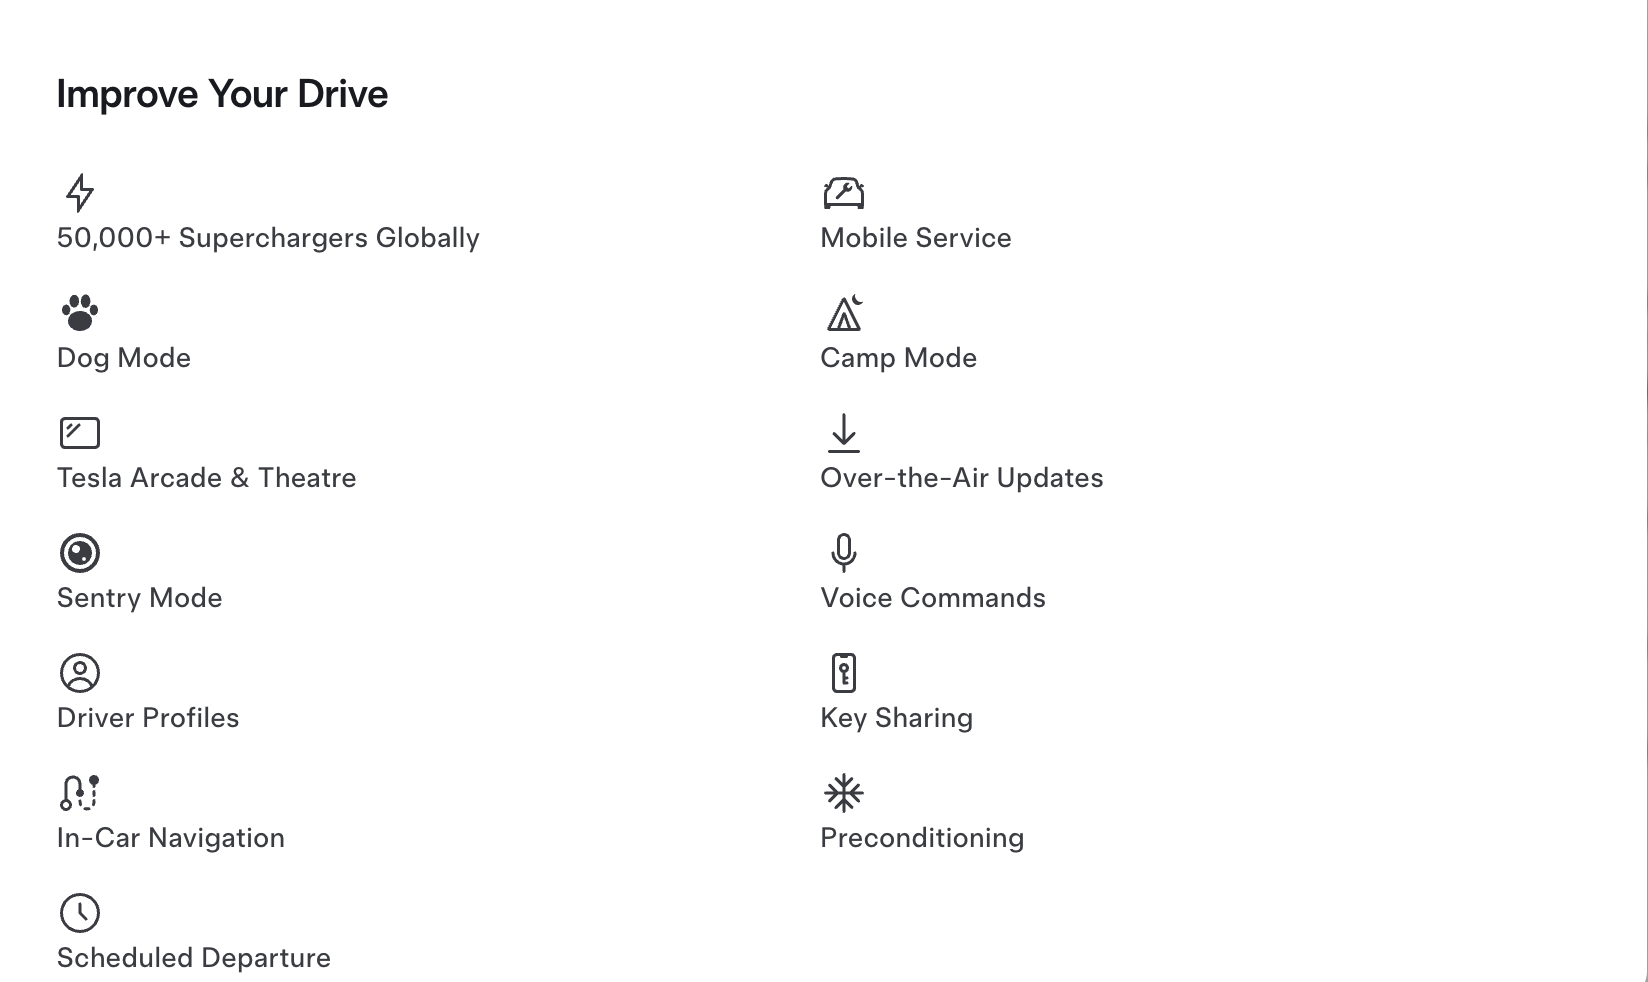 Improve Your Drive
50,000+ Superchargers Globally
Mobile Service
Dog Mode
Camp Mode
Tesla Arcade & Theatre
Over-the-Air Updates
Sentry Mode
Voice Commands
Driver Profiles
Key Sharing
In-Car Navigation
Preconditioning
Scheduled Departure